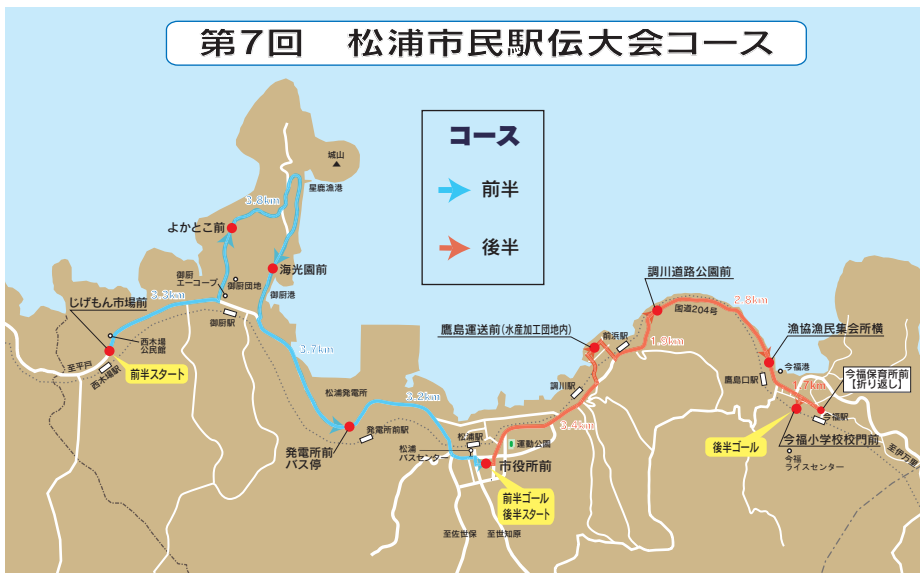 第7回 松浦市民駅伝大会コース
コース
前半
後半
城山
星鹿漁港
3.8km
よかとこ前
海光園前
御厨
エーコープ
御厨団地
御厨港
3.3km
じげもん市場前
御厨駅
西木場
公民館
至平戸
西木場駅
前半スタート
3.7km
松浦発電所
3.2km
発電所前
バス停
発電所前駅
松浦駅
松浦
バスセンター
運動公園
市役所前
前半ゴール
後半スタート
至佐世保
至世知原
3.4km
調川駅
鷹島運送前(水産加工団地内)
前浜駅
1.9km
調川道路公園前
国道204号
2.8km
漁協漁民集会所横
今福港
鷹島口駅
1.7km
今福保育所前
【折り返し】
今福駅
後半ゴール
今福小学校校門前
今福
ライスセンター
至伊万里